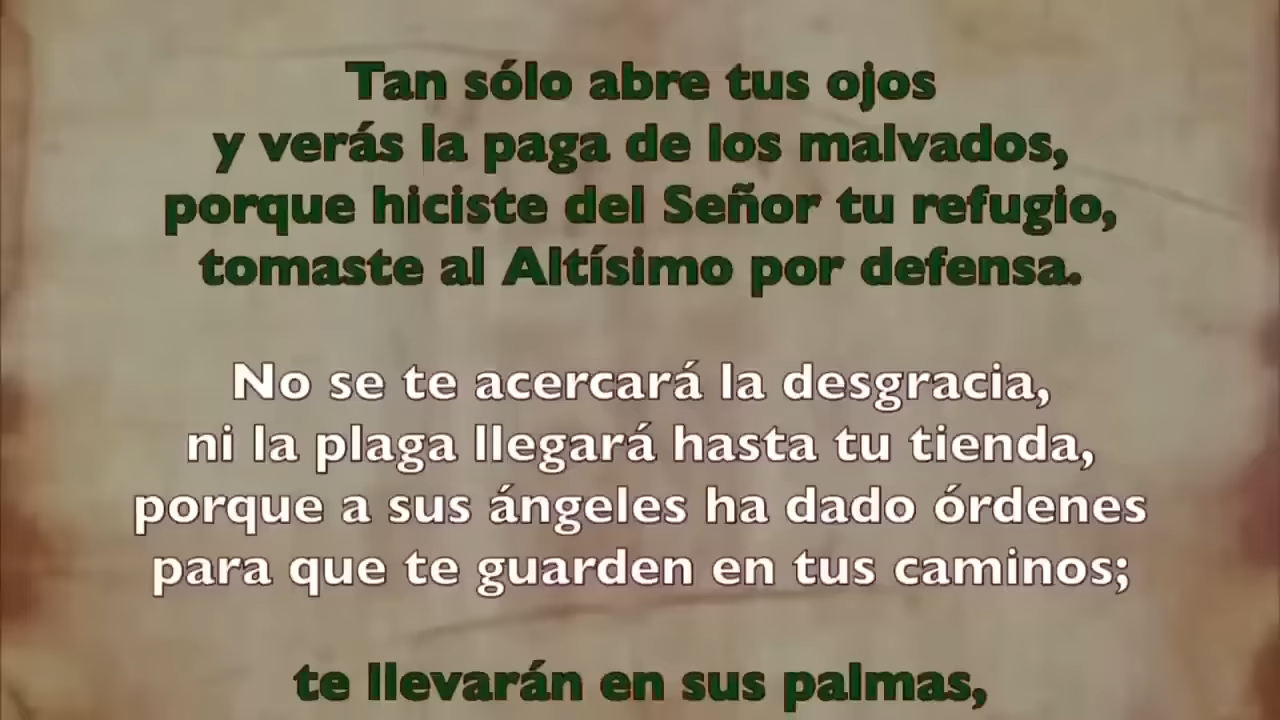 Tan sólo abre tus ojos
y verás la paga de los malvados,
porque hiciste del Señor tu refugio,
tomaste al Altísimo por defensa.
No se te acercará la desgracia,
ni la plaga llegará hasta tu tienda,
porque a sus ángeles ha dado órdenes
para que te guarden en tus caminos;
te llevarán en sus palmas,